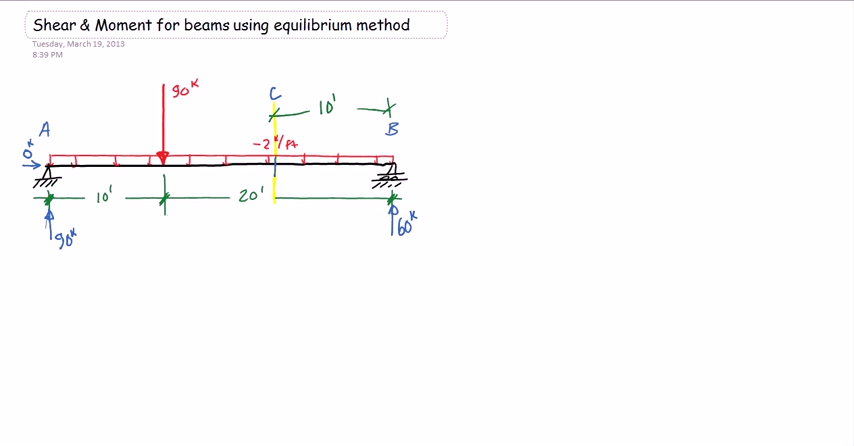 Shear & Moment for beams using equilibrium method
Tuesday, March 19, 2013
8:39 PM
90ᴷ
C
10'
A
B
-2ᴷ/ft
0ᴷ
10'
20'
90ᴷ
60ᴷ